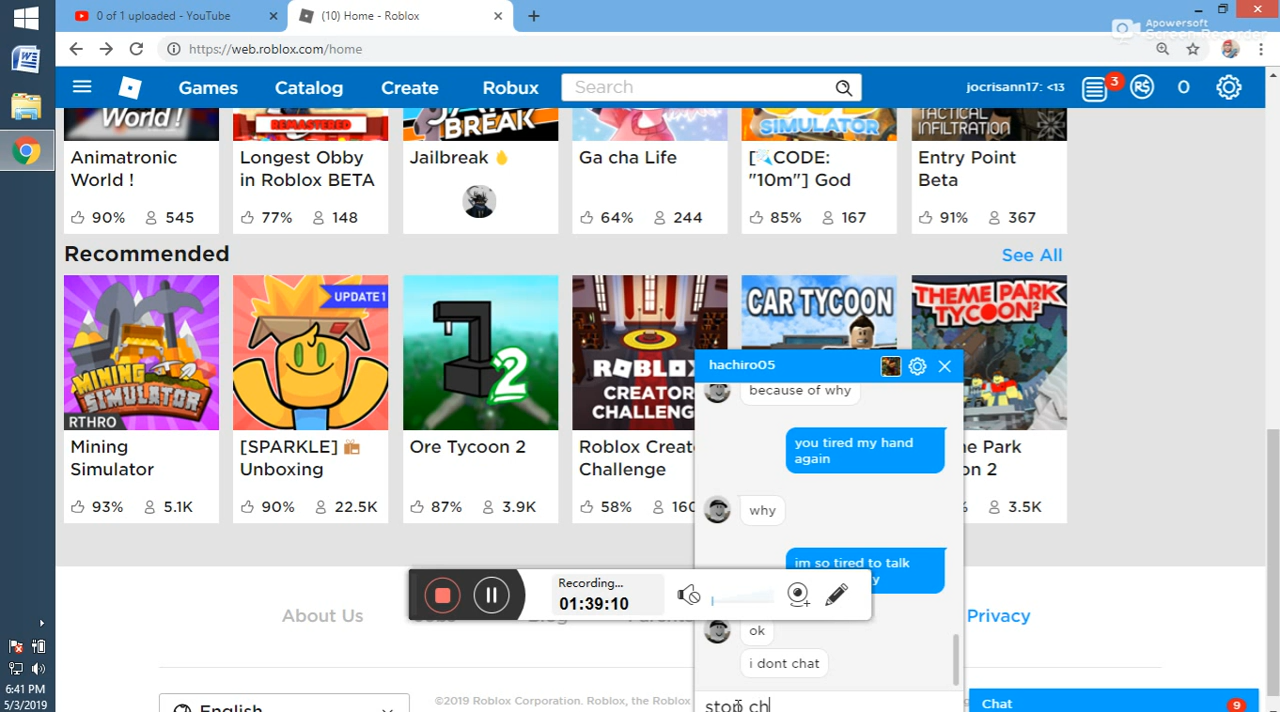 0 of 1 uploaded - YouTube
(10) Home - Roblox
Apowersoft
Screen Recorder
https://web.roblox.com/home
Games
Catalog
Create
Robux
Search
jocrisann17: <13
3
0
World !
REMASTERED
BREAK
SIMULATOR
TACTICAL
INFILTRATION
Animatronic
World !
90% 545
Longest Obby
in Roblox BETA
77% 148
Jailbreak
Ga cha Life
64% 244
[CODE:
"10m"] God
85% 167
Entry Point
Beta
91% 367
Recommended
See All
MINING
SIMULATOR
RTHRO
UPDATE 1
2
ROBLOX
CREATOR
CHALLENGE
CAR TYCOON
THEME PARK
TYCOON 2
Mining
Simulator
93% 5.1K
[SPARKLE]
Unboxing
90% 22.5K
Ore Tycoon 2
87% 3.9K
Roblox Creat
Challenge
58% 160
Park
2
3.5K
hachiro05
because of why
you tired my hand
again
why
im so tired to talk
ok
i dont chat
stop ch
Recording...
01:39:10
About Us
Privacy
English
©2019 Roblox Corporation. Roblox, the Roblox
Chat
9
6:41 PM
5/3/2019